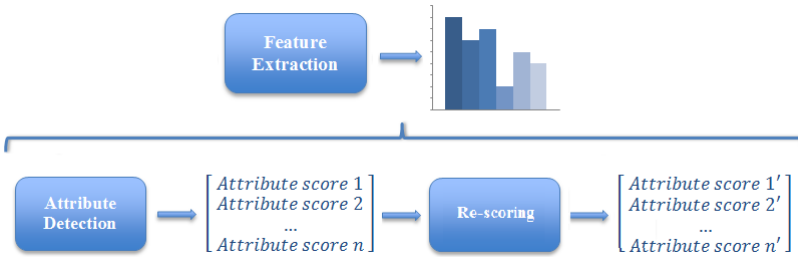 Feature
Extraction
Attribute
Detection
Attribute score 1
Attribute score 2
...
Attribute score n
Re-scoring
Attribute score 1′
Attribute score 2′
...
Attribute score n′